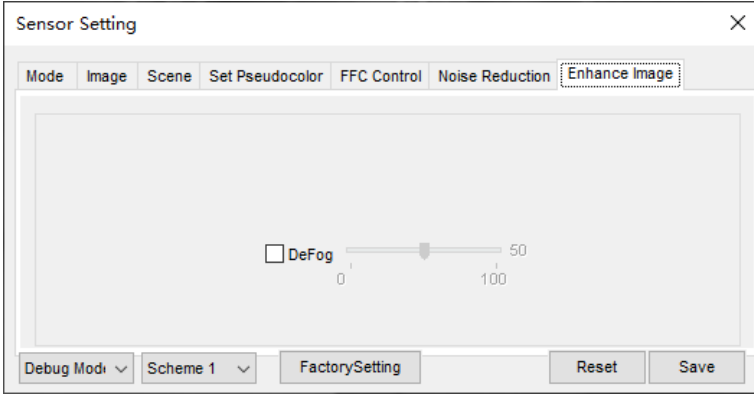 Sensor Setting
Mode Image Scene Set Pseudocolor FFC Control Noise Reduction Enhance Image
DeFog 50
0 100
Debug Mod Scheme 1 FactorySetting Reset Save